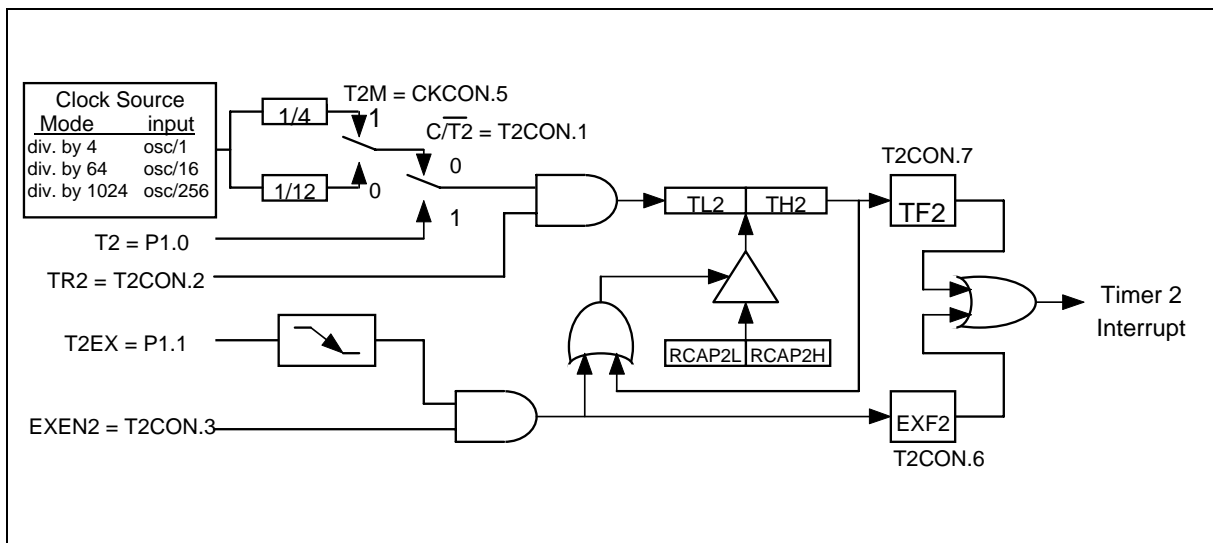 Clock Source
Mode input
div. by 4 osc/1
div. by 64 osc/16
div. by 1024 osc/256
1/4
1/12
T2M = CKCON.5
1
0
C/T2 = T2CON.1
0
1
T2 = P1.0
TR2 = T2CON.2
TL2 TH2
T2CON.7
TF2
Timer 2
Interrupt
T2EX = P1.1
RCAP2L RCAP2H
EXEN2 = T2CON.3
EXF2
T2CON.6